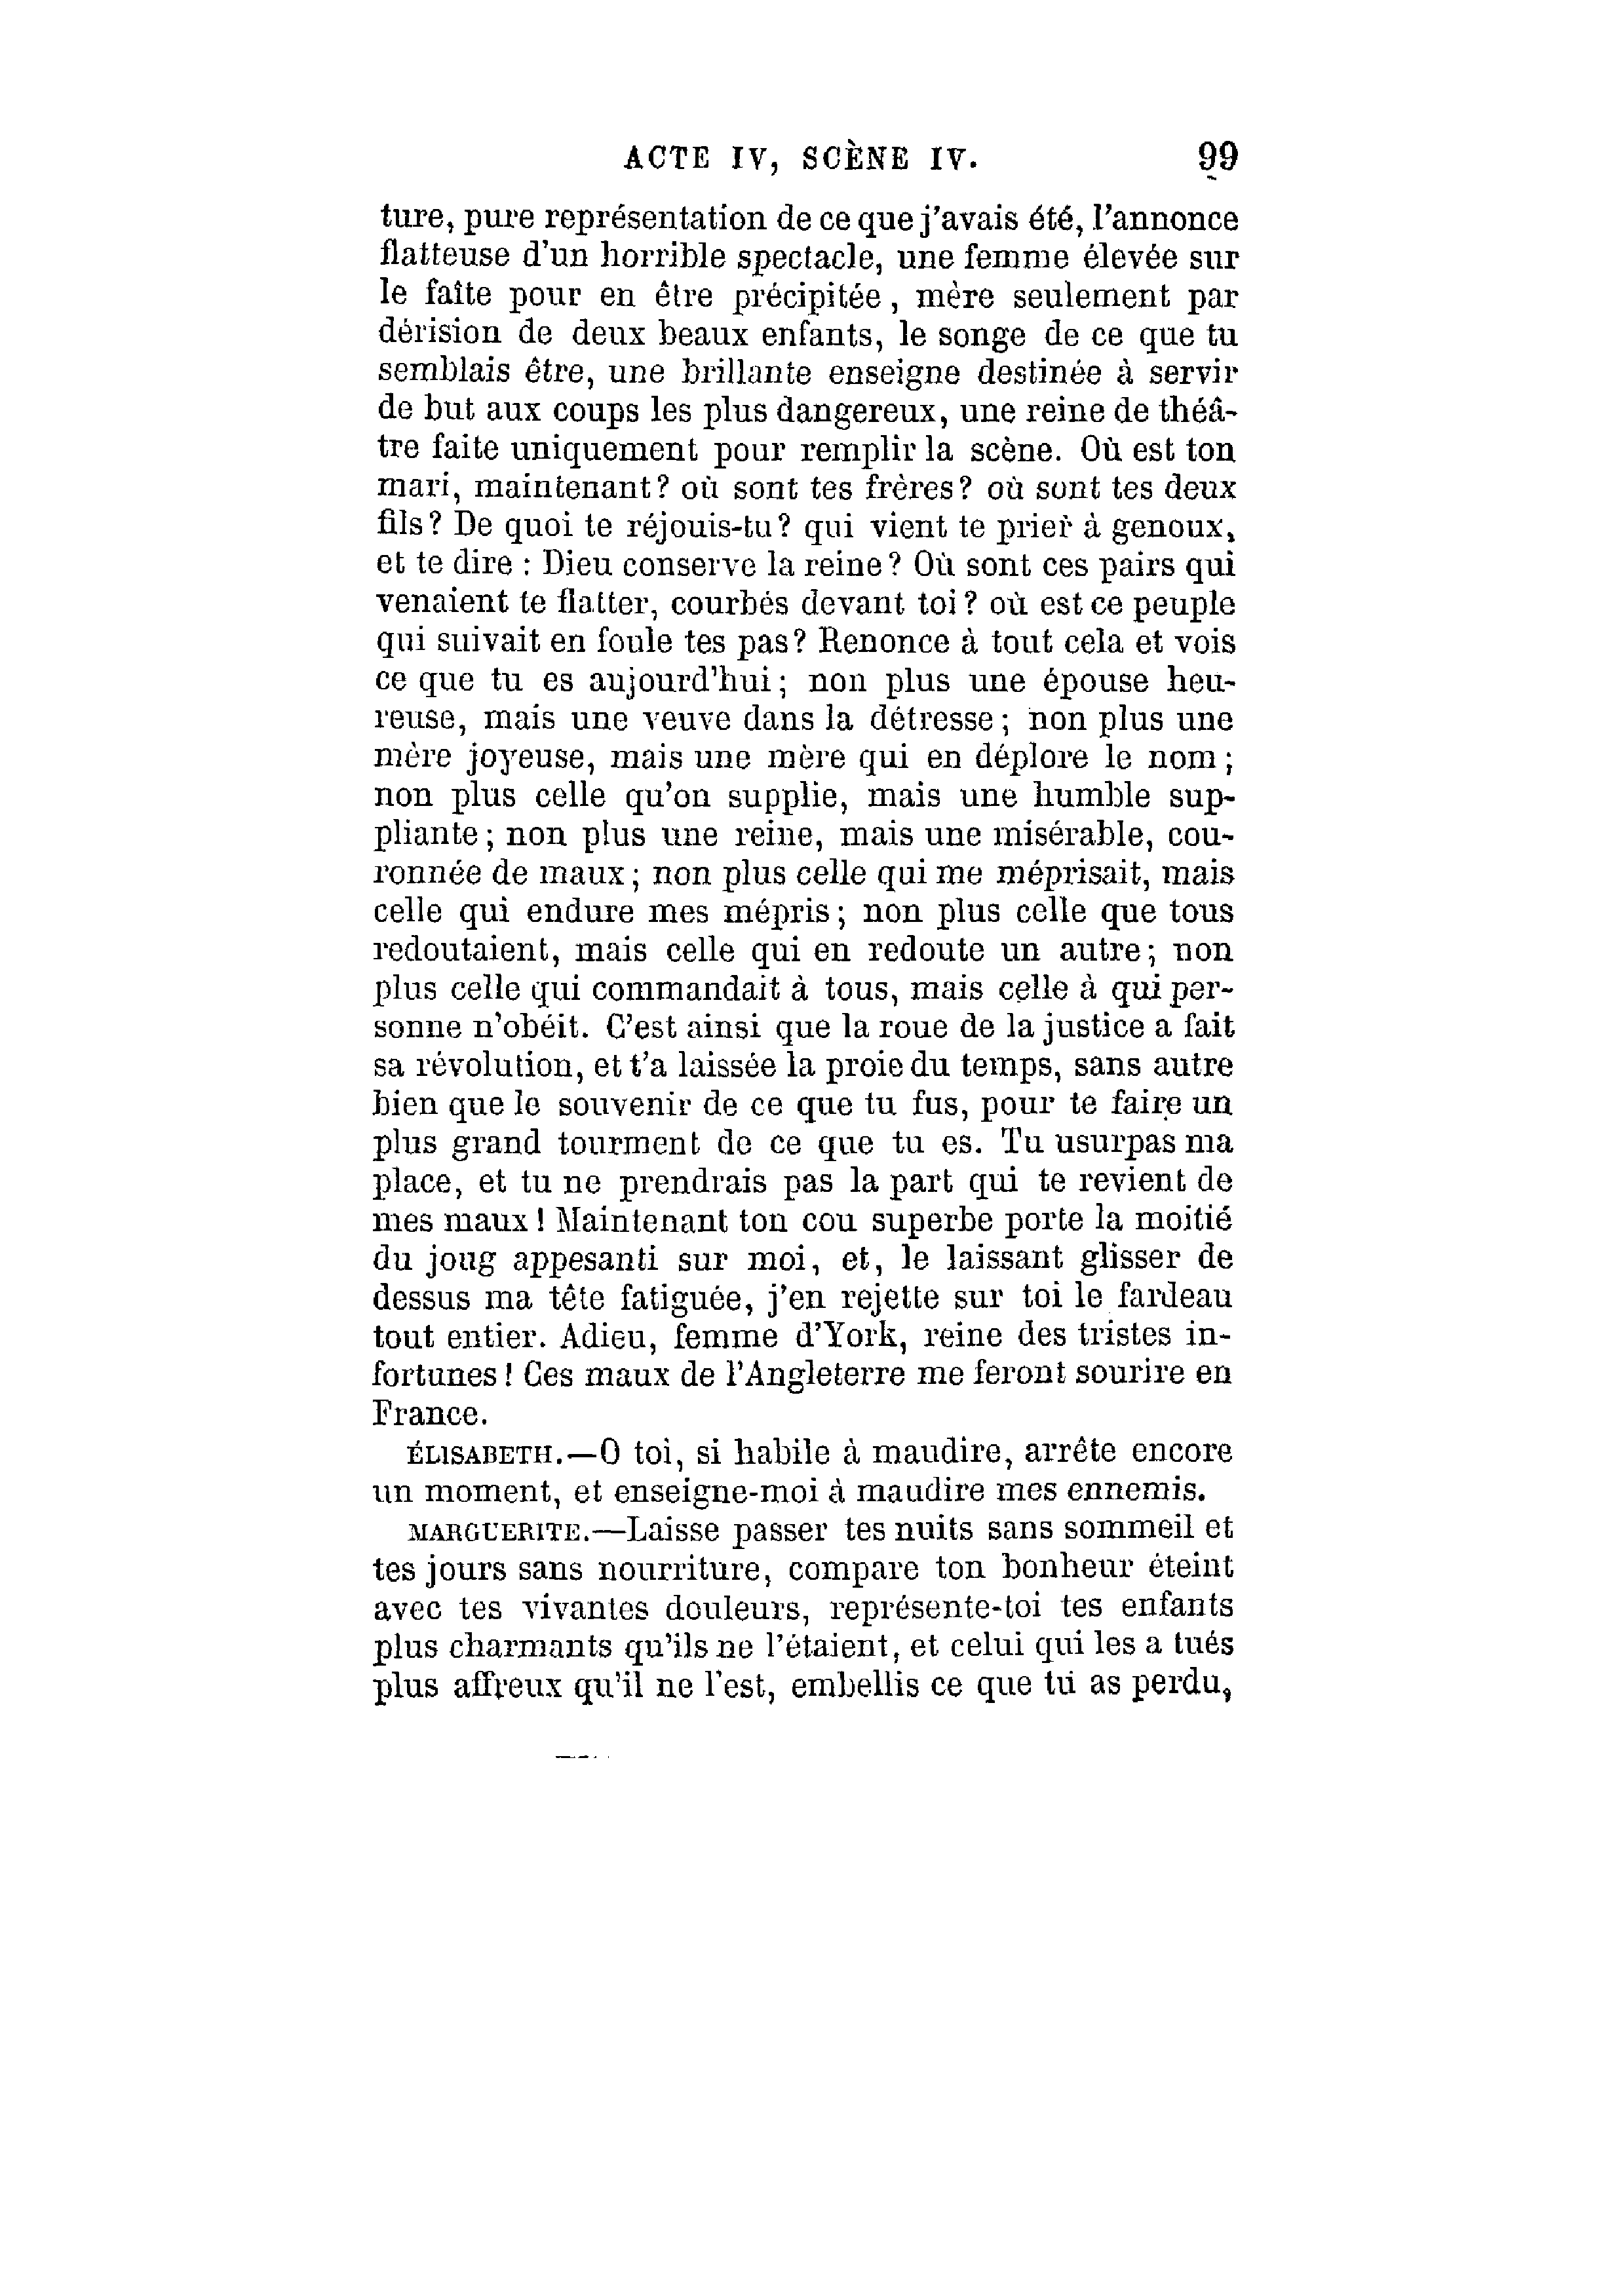 ACTE IV, SCÈNE IV. 99
ture, pure représentation de ce que j'avais été, l'annonce
flatteuse d'un horrible spectacle, une femme élevée sur
le faîte pour en être précipitée, mère seulement par
dérision de deux beaux enfants, le songe de ce que tu
semblais être, une brillante enseigne destinée à servir
de but aux coups les plus dangereux, une reine de théâ-
tre faite uniquement pour remplir la scène. Où est ton
mari, maintenant? où sont tes frères? où sont tes deux
fils? De quoi te réjouis-tu? qui vient te prier à genoux,
et te dire : Dieu conserve la reine? Où sont ces pairs qui
venaient te flatter, courbés devant toi? où est ce peuple
qui suivait en foule tes pas? Renonce à tout cela et vois
ce que tu es aujourd'hui; non plus une épouse heu-
reuse, mais une veuve dans la détresse; non plus une
mère joyeuse, mais une mère qui en déplore le nom;
non plus celle qu'on supplie, mais une humble sup-
pliante; non plus une reine, mais une misérable, cou-
ronnée de maux; non plus celle qui me méprisait, mais
celle qui endure mes mépris; non plus celle que tous
redoutaient, mais celle qui en redoute un autre; non
plus celle qui commandait à tous, mais celle à qui per-
sonne n'obéit. C'est ainsi que la roue de la justice a fait
sa révolution, et t'a laissée la proie du temps, sans autre
bien que le souvenir de ce que tu fus, pour te faire un
plus grand tourment de ce que tu es. Tu usurpas ma
place, et tu ne prendrais pas la part qui te revient de
mes maux! Maintenant ton cou superbe porte la moitié
du joug appesanti sur moi, et, le laissant glisser de
dessus ma tête fatiguée, j'en rejette sur toi le fardeau
tout entier. Adieu, femme d'York, reine des tristes in-
fortunes! Ces maux de l'Angleterre me feront sourire en
France.
ÉLISABETH.—O toi, si habile à maudire, arrête encore
un moment, et enseigne-moi à maudire mes ennemis.
MARGUERITE.—Laisse passer tes nuits sans sommeil et
tes jours sans nourriture, compare ton bonheur éteint
avec tes vivantes douleurs, représente-toi tes enfants
plus charmants qu'ils ne l'étaient, et celui qui les a tués
plus affreux qu'il ne l'est, embellis ce que tu as perdu,